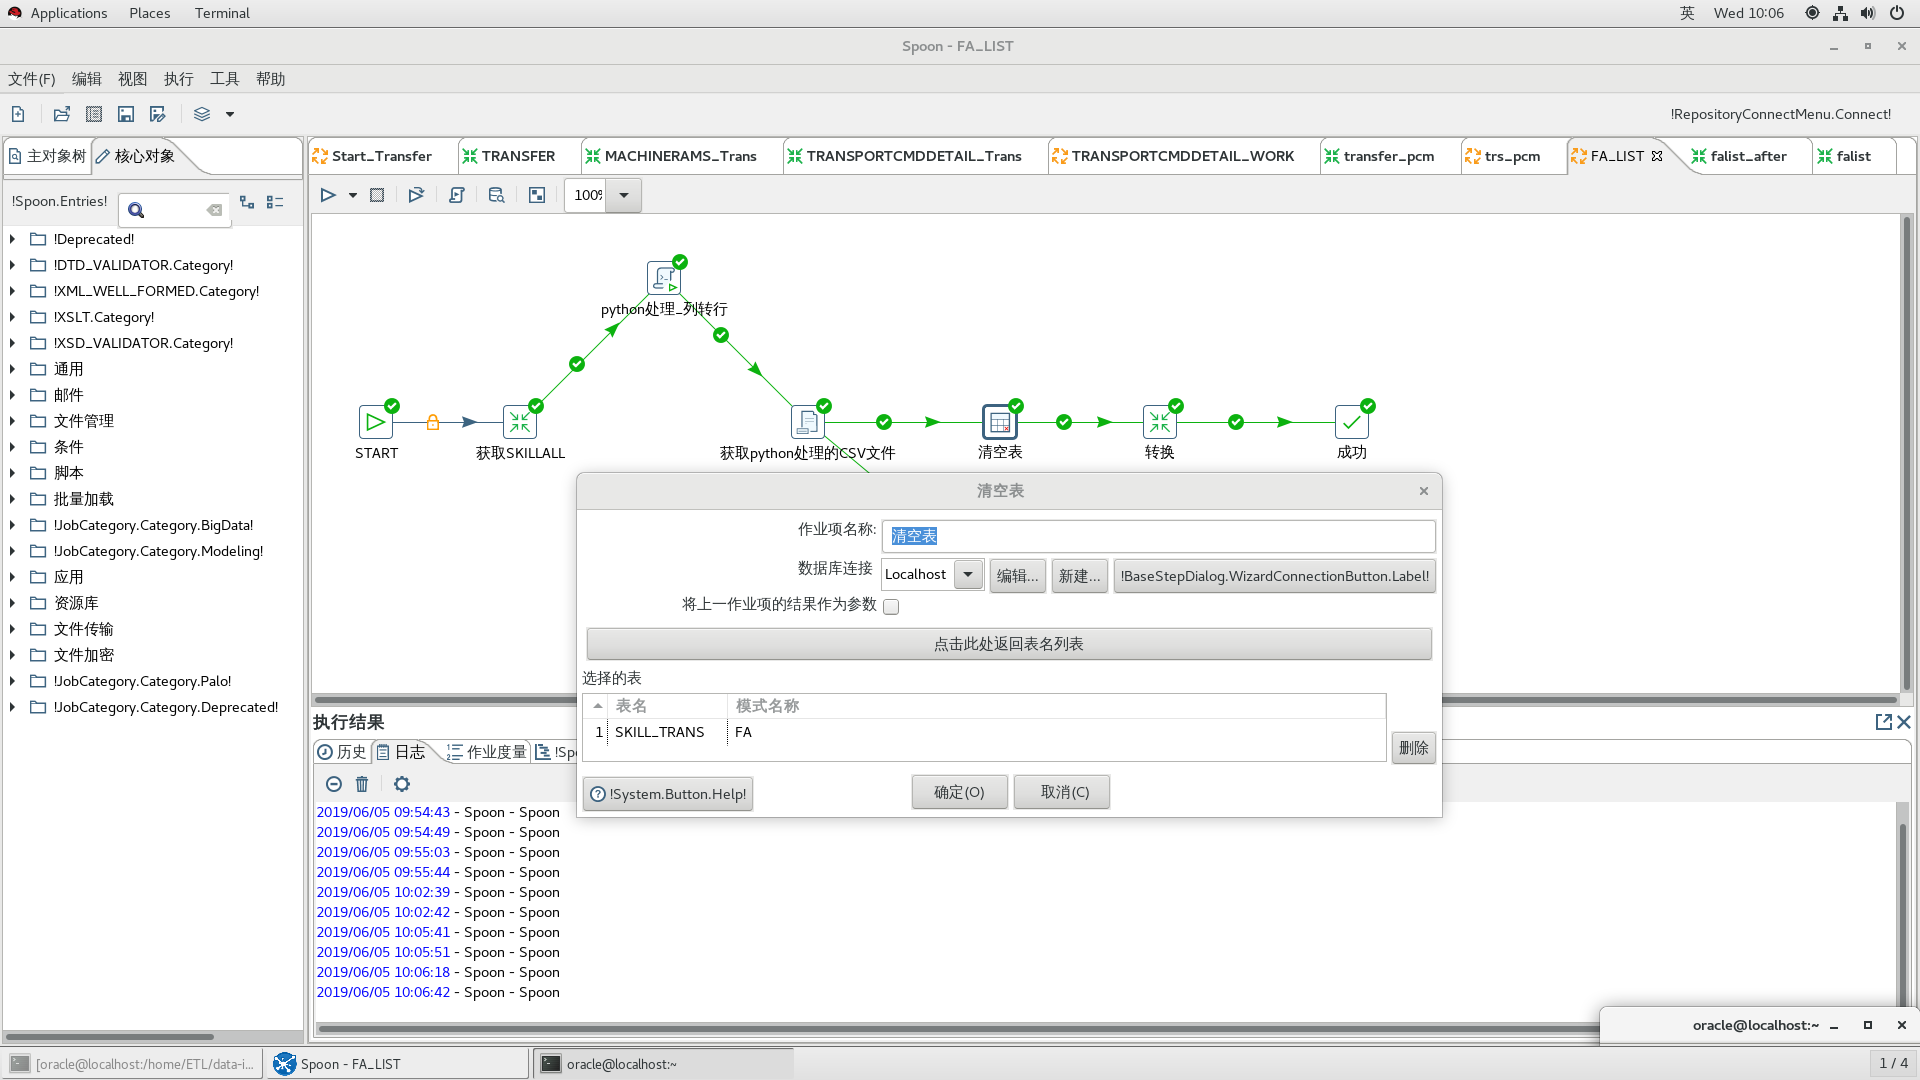 Applications Places Terminal 英 Wed 10:06
Spoon - FA_LIST
文件(F) 编辑 视图 执行 工具 帮助
!RepositoryConnectMenu.Connect!
主对象树 核心对象
Start_Transfer TRANSFER MACHINERAMS_Trans TRANSPORTCMDDETAIL_Trans TRANSPORTCMDDETAIL_WORK transfer_pcm trs_pcm FA_LIST falist_after falist
!Spoon.Entries!
100%
!Deprecated!
!DTD_VALIDATOR.Category!
!XML_WELL_FORMED.Category!
!XSLT.Category!
!XSD_VALIDATOR.Category!
通用
邮件
文件管理
条件
脚本
批量加载
!JobCategory.Category.BigData!
!JobCategory.Category.Modeling!
应用
资源库
文件传输
文件加密
!JobCategory.Category.Palo!
!JobCategory.Category.Deprecated!
python处理_列转行
START 获取SKILLALL 获取python处理的CSV文件 清空表 转换 成功
清空表
作业项名称: 清空表
数据库连接 Localhost 编辑... 新建... !BaseStepDialog.WizardConnectionButton.Label!
将上一作业项的结果作为参数
点击此处返回表名列表
选择的表
表名 模式名称
1 SKILL_TRANS FA
删除
!System.Button.Help! 确定(O) 取消(C)
执行结果
历史 日志 作业度量 !Spo
2019/06/05 09:54:43 - Spoon - Spoon
2019/06/05 09:54:49 - Spoon - Spoon
2019/06/05 09:55:03 - Spoon - Spoon
2019/06/05 09:55:44 - Spoon - Spoon
2019/06/05 10:02:39 - Spoon - Spoon
2019/06/05 10:02:42 - Spoon - Spoon
2019/06/05 10:05:41 - Spoon - Spoon
2019/06/05 10:05:51 - Spoon - Spoon
2019/06/05 10:06:18 - Spoon - Spoon
2019/06/05 10:06:42 - Spoon - Spoon
oracle@localhost:~
[oracle@localhost:/home/ETL/data-i... Spoon - FA_LIST oracle@localhost:~ 1 / 4